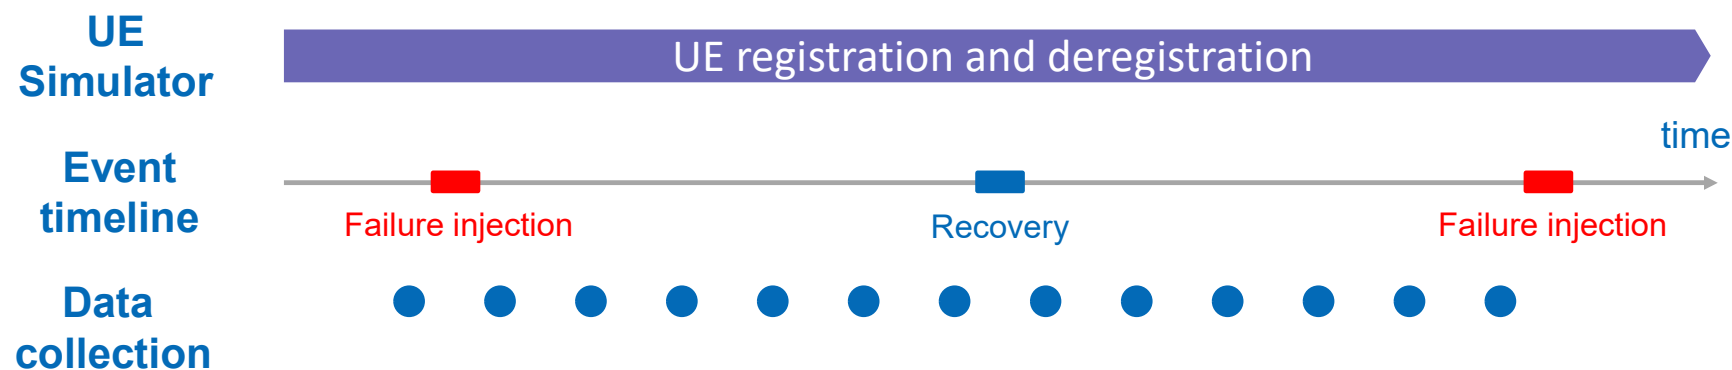 UE
Simulator
UE registration and deregistration
time
Event
timeline
Failure injection
Recovery
Failure injection
Data
collection